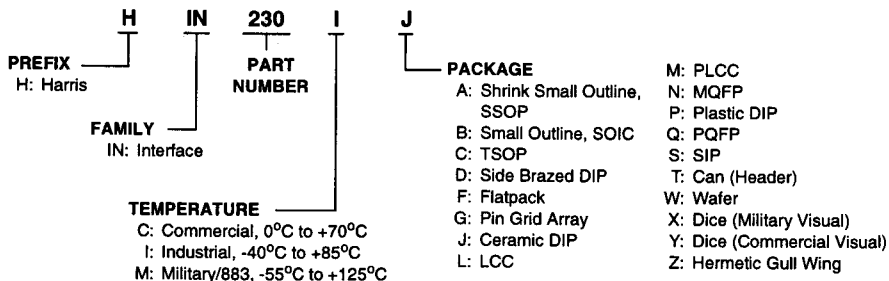 H IN 230 I J
PREFIX
H: Harris
PART
NUMBER
FAMILY
IN: Interface
TEMPERATURE
C: Commercial, 0°C to +70°C
I: Industrial, -40°C to +85°C
M: Military/883, -55°C to +125°C
PACKAGE
A: Shrink Small Outline,
SSOP
B: Small Outline, SOIC
C: TSOP
D: Side Brazed DIP
F: Flatpack
G: Pin Grid Array
J: Ceramic DIP
L: LCC
M: PLCC
N: MQFP
P: Plastic DIP
Q: PQFP
S: SIP
T: Can (Header)
W: Wafer
X: Dice (Military Visual)
Y: Dice (Commercial Visual)
Z: Hermetic Gull Wing